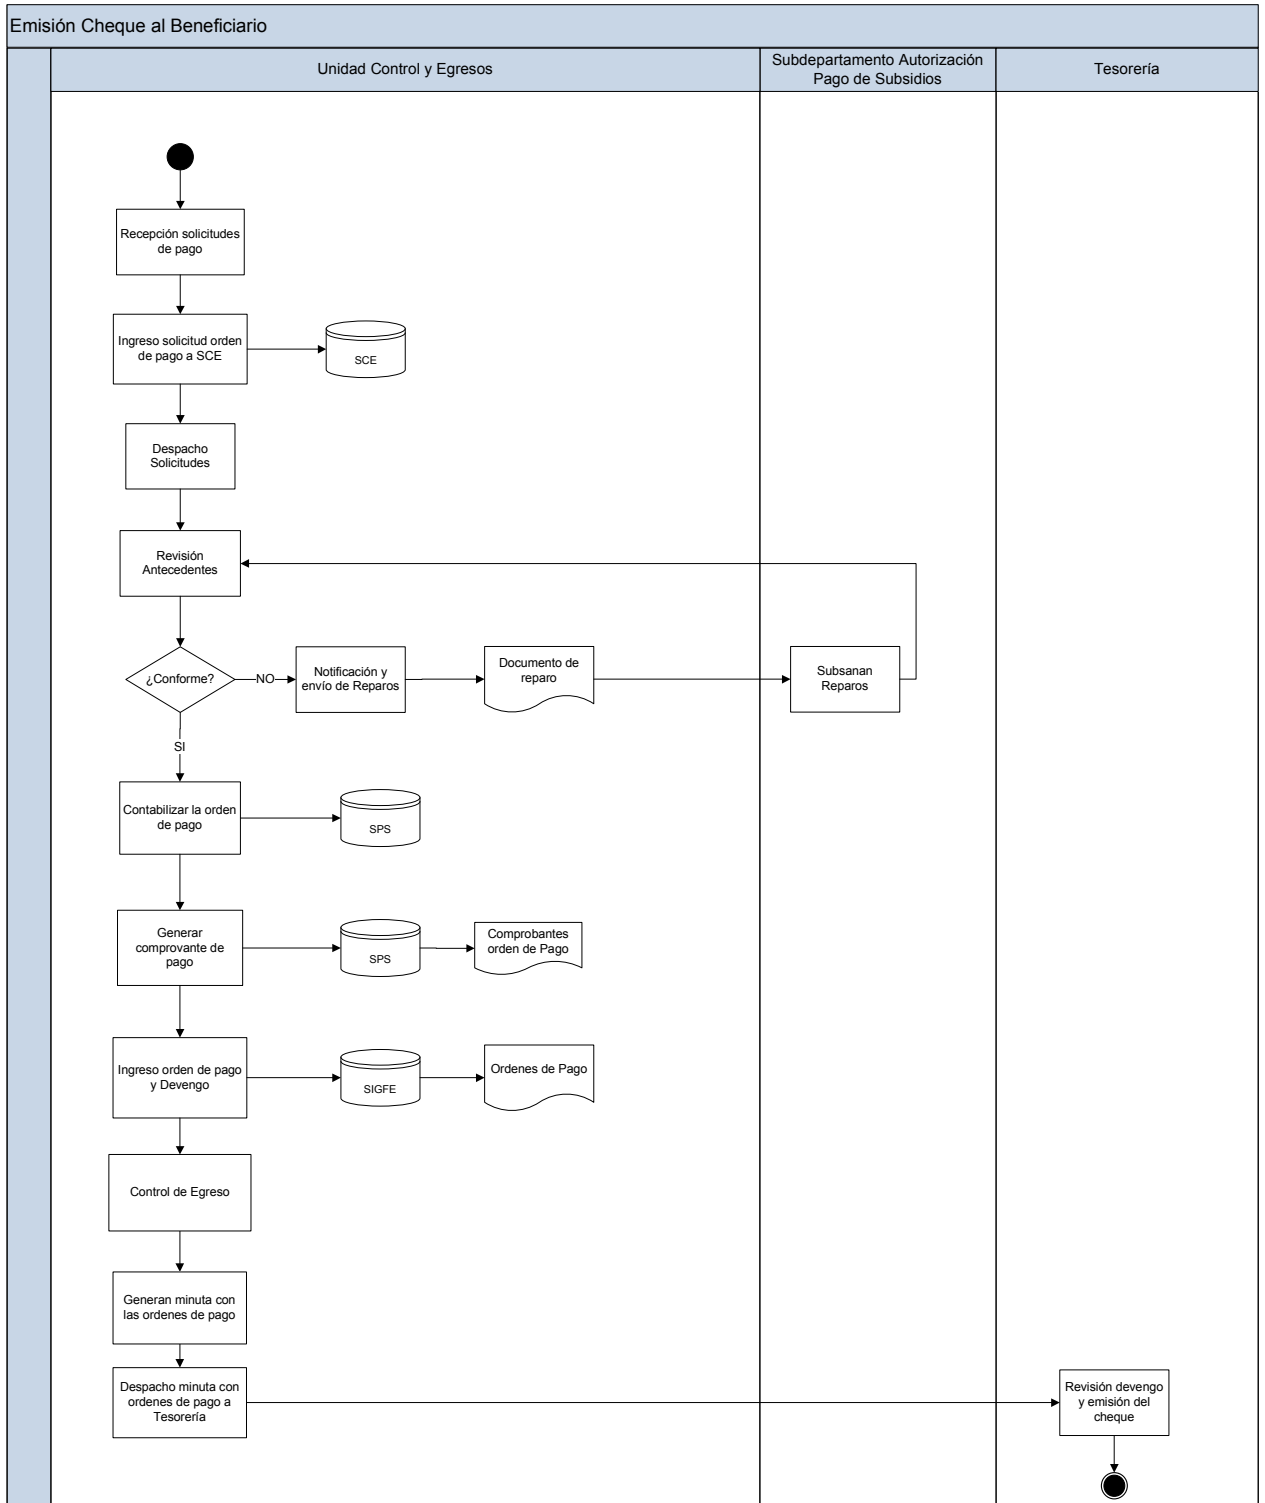 Emisión Cheque al Beneficiario
Unidad Control y Egresos
Subdepartamento Autorización
Pago de Subsidios
Tesorería
Recepción solicitudes
de pago
Ingreso solicitud orden
de pago a SCE
SCE
Despacho
Solicitudes
Revisión
Antecedentes
¿Conforme?
NO
Notificación y
envío de Reparos
Documento de
reparo
Subsanan
Reparos
SI
Contabilizar la orden
de pago
SPS
Generar
comprovante de
pago
SPS
Comprobantes
orden de Pago
Ingreso orden de pago
y Devengo
SIGFE
Ordenes de Pago
Control de Egreso
Generan minuta con
las ordenes de pago
Despacho minuta con
ordenes de pago a
Tesorería
Revisión devengo
y emisión del
cheque